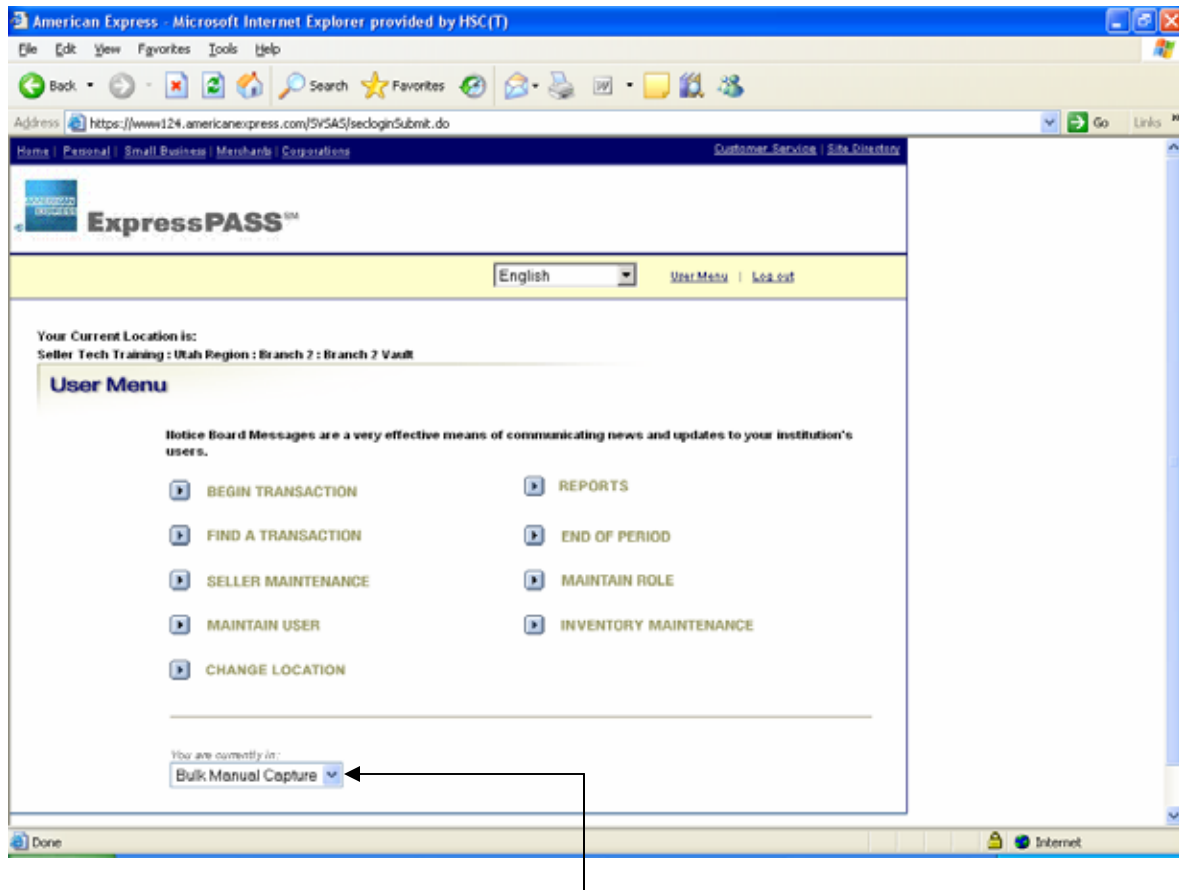 American Express - Microsoft Internet Explorer provided by HSC(T)
File Edit View Favorites Tools Help
Back Search Favorites
Address https://www124.americanexpress.com/SVSAS/secloginSubmit.do Go Links »
Home | Personal | Small Business | Merchants | Corporations Customer Service | Site Directory
AMERICAN EXPRESS
ExpressPASS SM
English User Menu | Log out
Your Current Location is:
Seller Tech Training : Utah Region : Branch 2 : Branch 2 Vault
User Menu
Notice Board Messages are a very effective means of communicating news and updates to your institution's
users.
BEGIN TRANSACTION REPORTS
FIND A TRANSACTION END OF PERIOD
SELLER MAINTENANCE MAINTAIN ROLE
MAINTAIN USER INVENTORY MAINTENANCE
CHANGE LOCATION
You are currently in:
Bulk Manual Capture
Done Internet